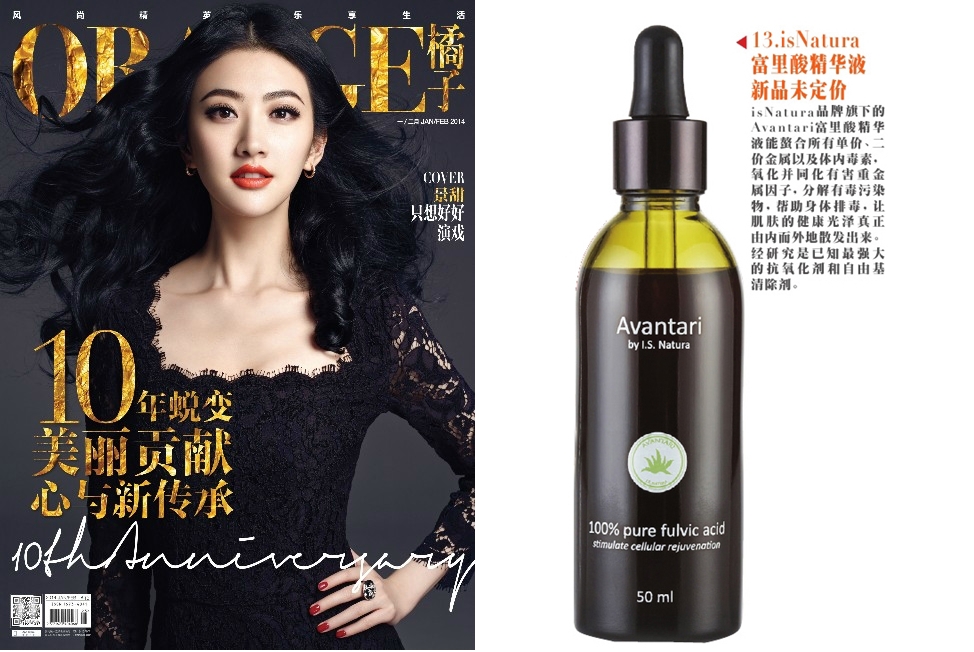 风 尚 精 英 乐 享 生 活
ORANGE 橘子
一/二月 JAN/FEB 2014
COVER
景甜
只想好好
演戏
10年蜕变
美丽贡献
心与新传承
10th Anniversary
Avantari
by I.S. Natura
100% pure fulvic acid
stimulate cellular rejuvenation
50 ml
13.isNatura
富里酸精华液
新品未定价
isNatura品牌旗下的
Avantari富里酸精华
液能螯合所有单价、二
价金属以及体内毒素，
氧化并同化有害重金
属因子，分解有毒污染
物，帮助身体排毒，让
肌肤的健康光泽真正
由内而外地散发出来。
经研究是已知最强大
的抗氧化剂和自由基
清除剂。